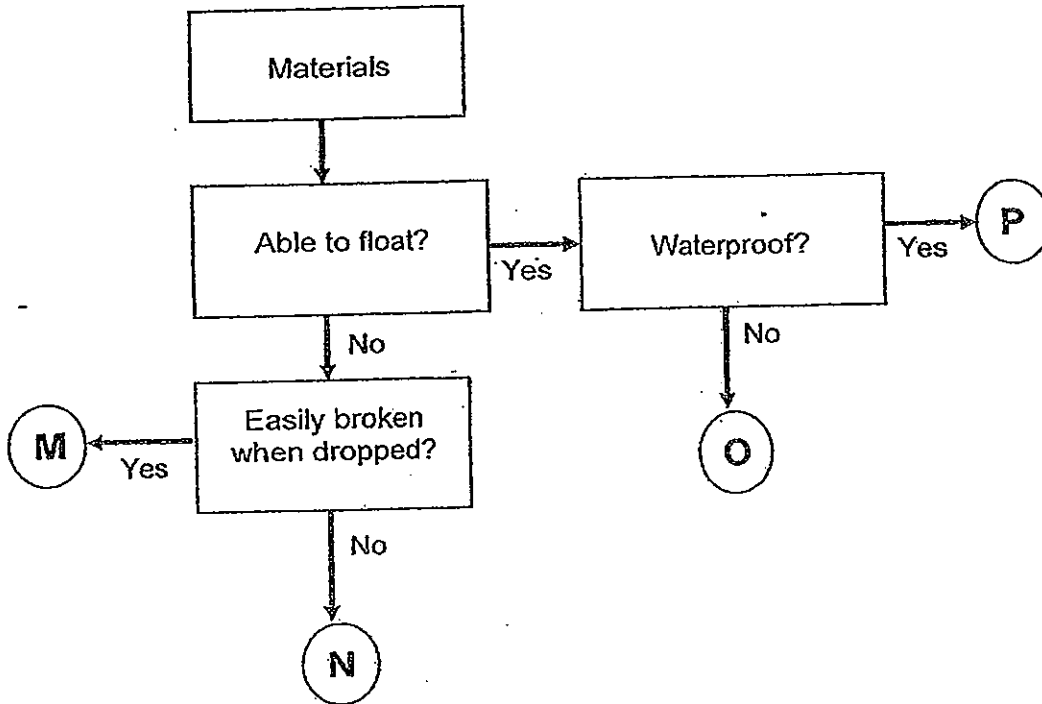 Materials
Able to float?
Yes
Waterproof?
Yes
P
No
No
Easily broken
when dropped?
M
Yes
O
No
N